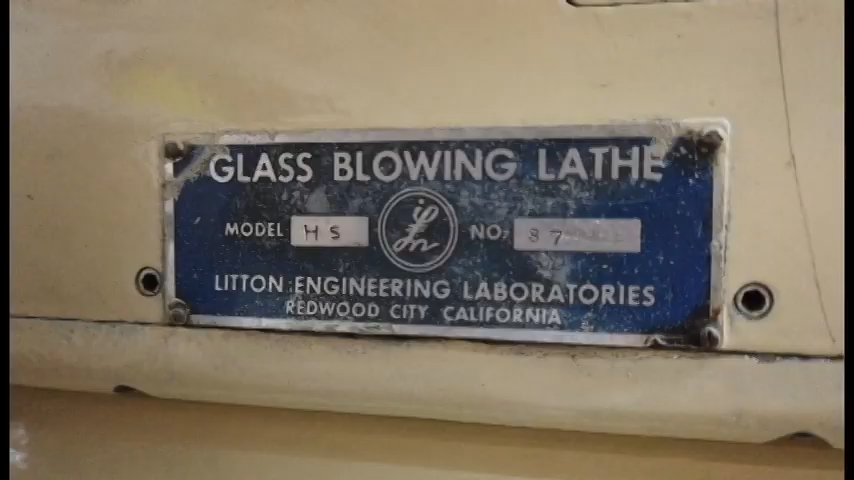 GLASS BLOWING LATHE
MODEL HS NO. 87
LITTON ENGINEERING LABORATORIES
REDWOOD CITY CALIFORNIA